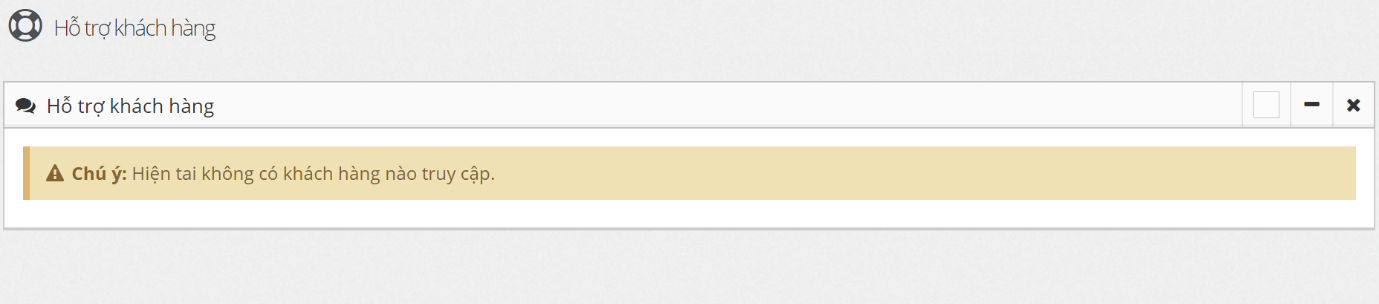 Hỗ trợ khách hàng
Hỗ trợ khách hàng
Chú ý: Hiện tai không có khách hàng nào truy cập.